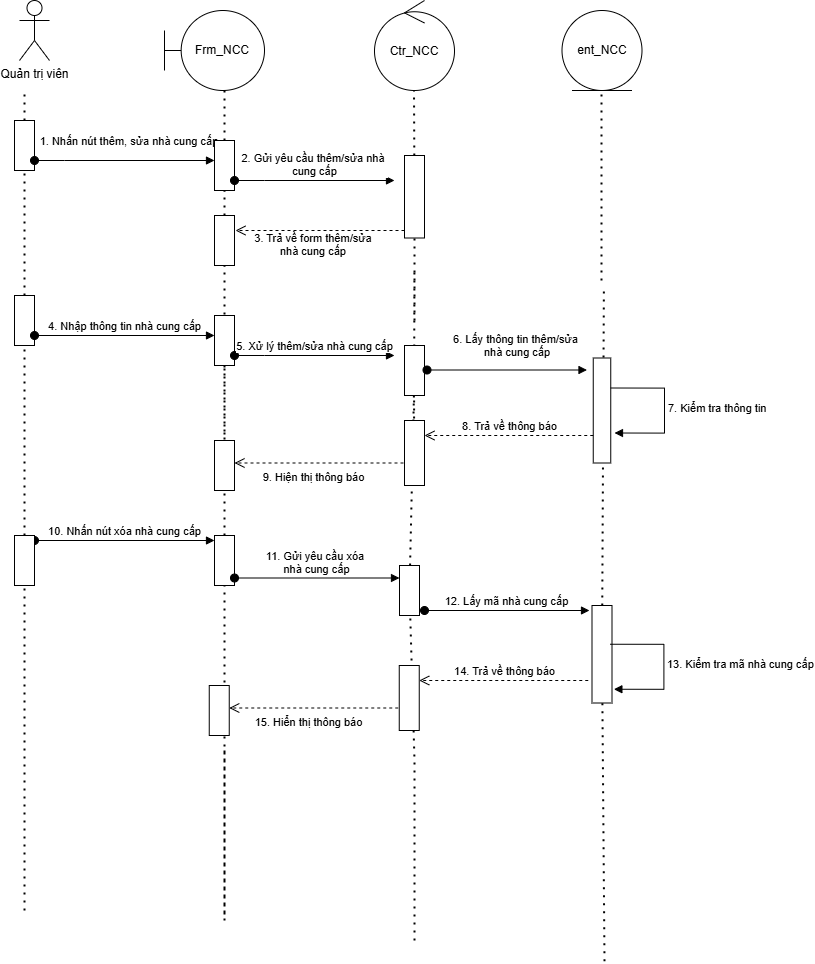 Quản trị viên
Frm_NCC
Ctr_NCC
ent_NCC
1. Nhấn nút thêm, sửa nhà cung cấp
2. Gửi yêu cầu thêm/sửa nhà
cung cấp
3. Trả về form thêm/sửa
nhà cung cấp
4. Nhập thông tin nhà cung cấp
5. Xử lý thêm/sửa nhà cung cấp
6. Lấy thông tin thêm/sửa
nhà cung cấp
7. Kiểm tra thông tin
8. Trả về thông báo
9. Hiện thị thông báo
10. Nhấn nút xóa nhà cung cấp
11. Gửi yêu cầu xóa
nhà cung cấp
12. Lấy mã nhà cung cấp
13. Kiểm tra mã nhà cung cấp
14. Trả về thông báo
15. Hiển thị thông báo